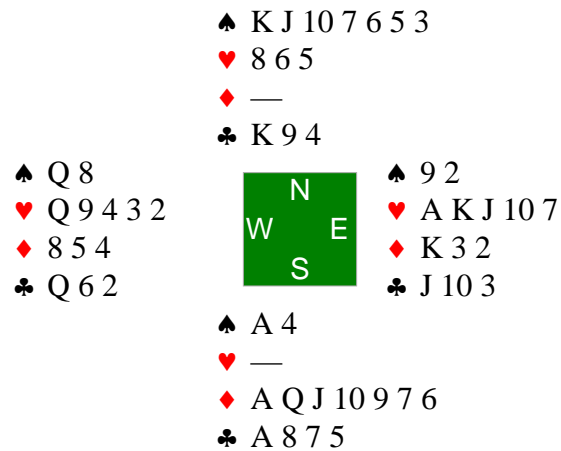 ♠ K J 10 7 6 5 3
♥ 8 6 5
♦ —
♣ K 9 4
♠ Q 8
♥ Q 9 4 3 2
♦ 8 5 4
♣ Q 6 2
N
W E
S
♠ 9 2
♥ A K J 10 7
♦ K 3 2
♣ J 10 3
♠ A 4
♥ —
♦ A Q J 10 9 7 6
♣ A 8 7 5